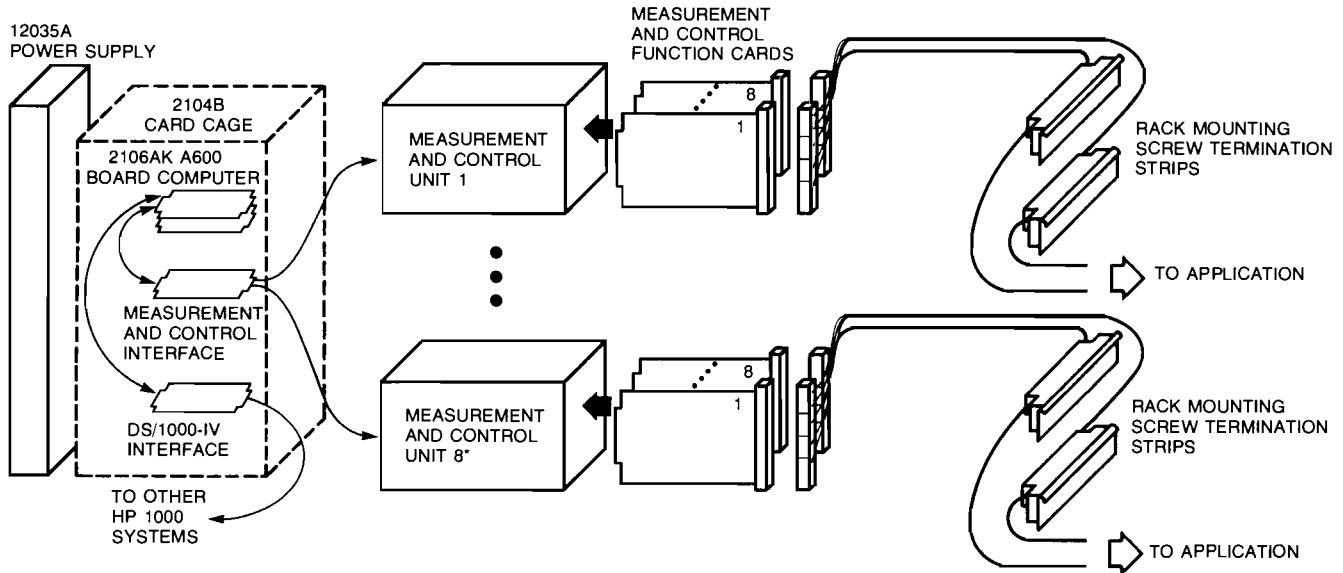 12035A
POWER SUPPLY
2104B
CARD CAGE
2106AK A600
BOARD COMPUTER
MEASUREMENT
AND CONTROL
INTERFACE
DS/1000-IV
INTERFACE
TO OTHER
HP 1000
SYSTEMS
MEASUREMENT
AND CONTROL
UNIT 1
MEASUREMENT
AND CONTROL
FUNCTION CARDS
8
1
RACK MOUNTING
SCREW TERMINATION
STRIPS
TO APPLICATION
MEASUREMENT
AND CONTROL
UNIT 8*
8
1
RACK MOUNTING
SCREW TERMINATION
STRIPS
TO APPLICATION